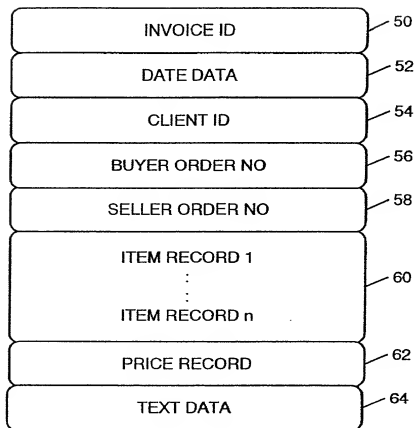 INVOICE ID 50
DATE DATA 52
CLIENT ID 54
BUYER ORDER NO 56
SELLER ORDER NO 58
ITEM RECORD 1
:
: 60
ITEM RECORD n
PRICE RECORD 62
TEXT DATA 64